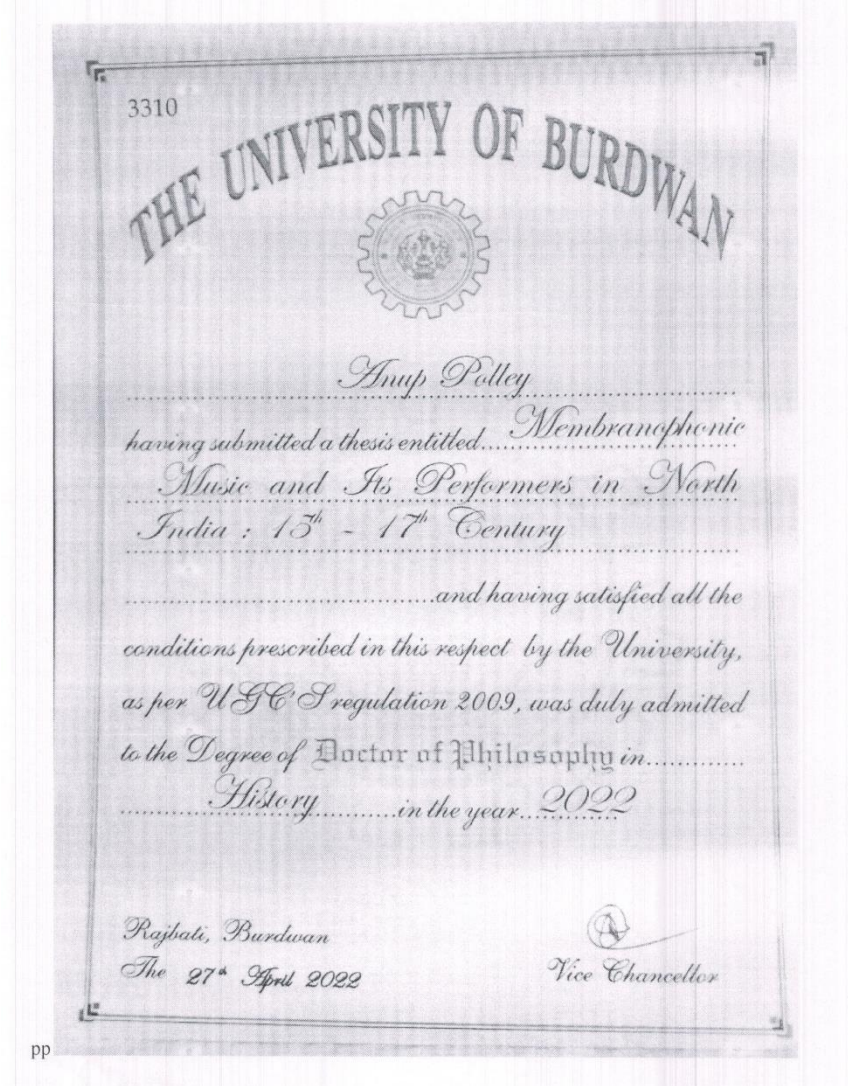 3310
THE UNIVERSITY OF BURDWAN
Anup Polley
having submitted a thesis entitled Membranophonic
Music and Its Performers in North
India : 15th - 17th Century
and having satisfied all the
conditions prescribed in this respect by the University,
as per UGC'S regulation 2009, was duly admitted
to the Degree of Doctor of Philosophy in
History in the year 2022
Rajbati, Burdwan
The 27th April 2022
Vice Chancellor
pp